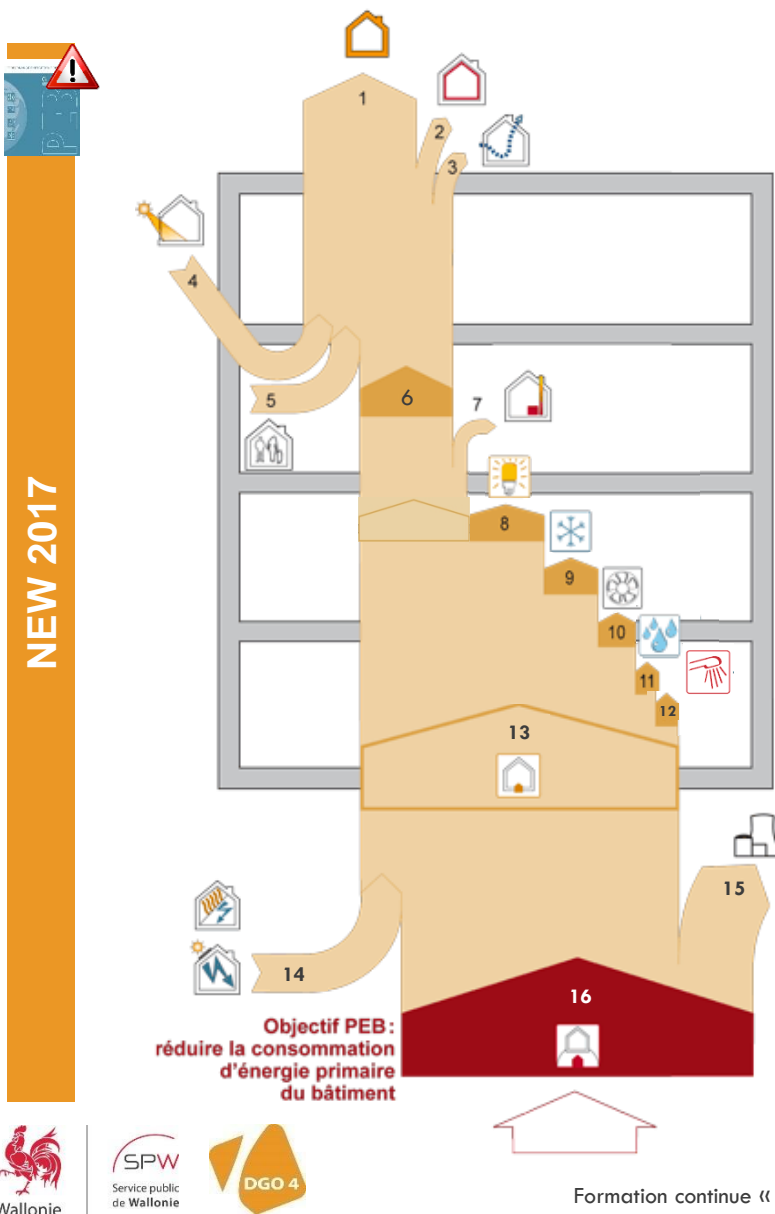 PEB
NEW 2017
1
2
3
4
5
6
7
8
9
10
11
12
13
14
15
16
Objectif PEB :
réduire la consommation
d'énergie primaire
du bâtiment
Wallonie
SPW
Service public
de Wallonie
DGO 4
Formation continue «